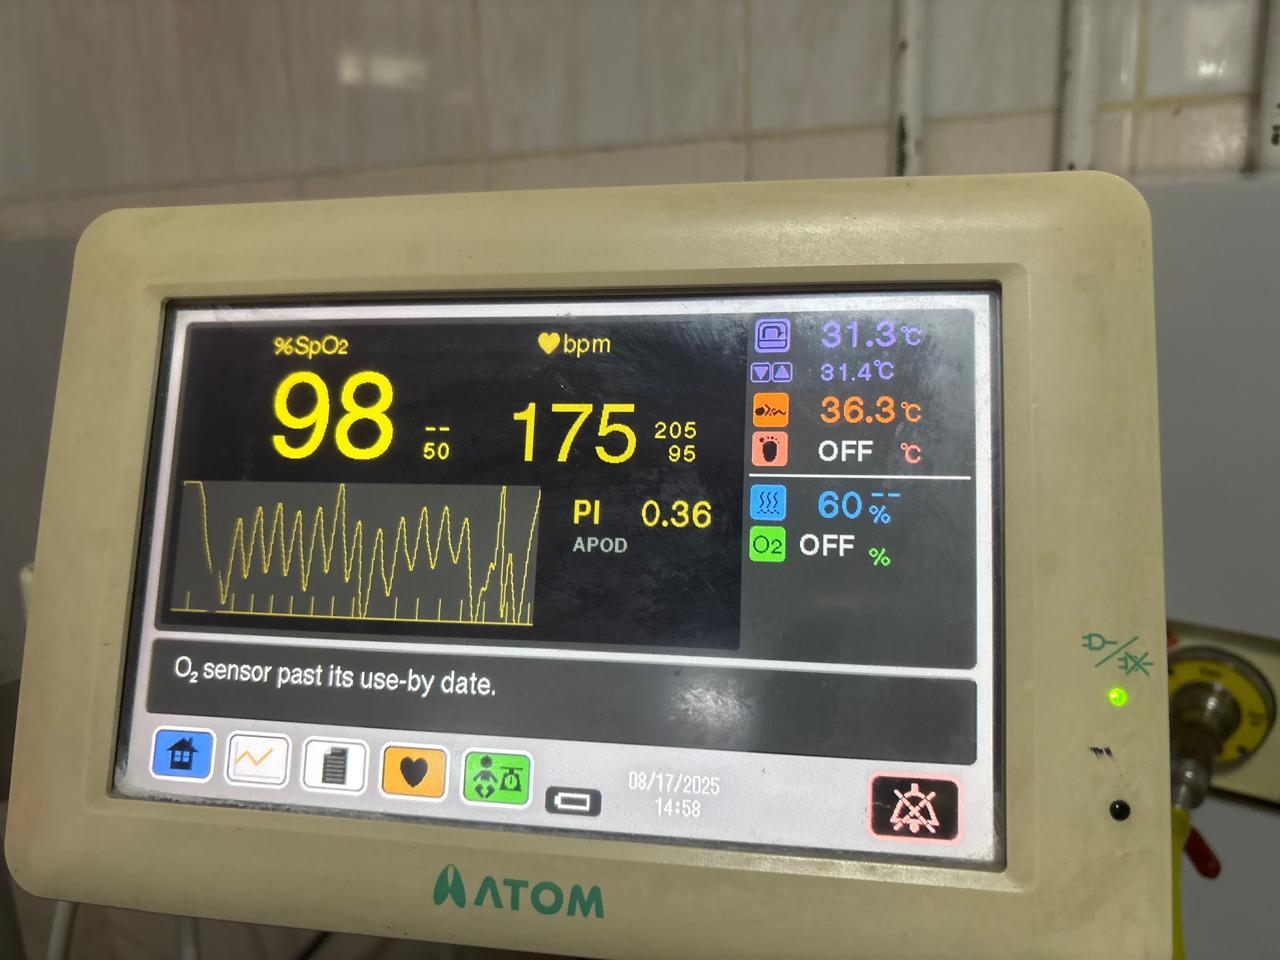 %SpO2
98
--
50
♥bpm
175
205
95
PI 0.36
APOD
31.3℃
31.4℃
36.3℃
OFF ℃
60 -- %
O2 OFF %
O2 sensor past its use-by date.
08/17/2025
14:58
ATOM